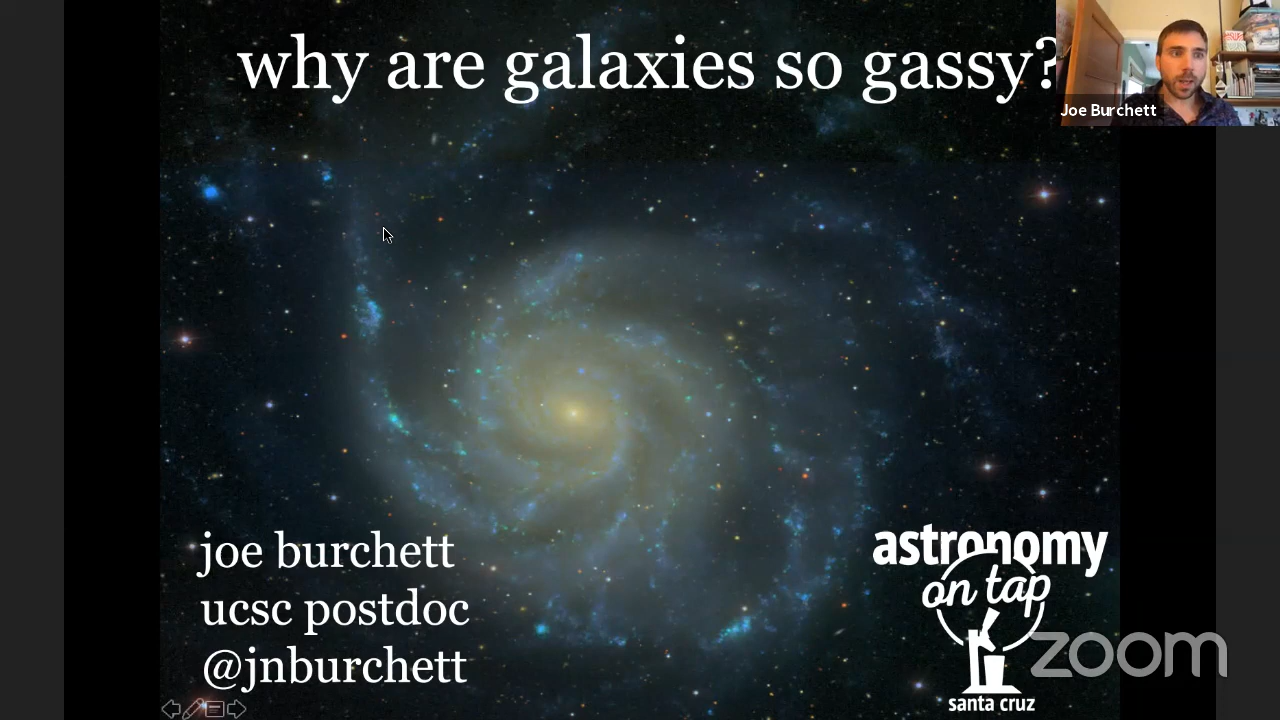 why are galaxies so gassy?
Joe Burchett
joe burchett
ucsc postdoc
@jnburchett
astronomy
on tap
santa cruz
zoom